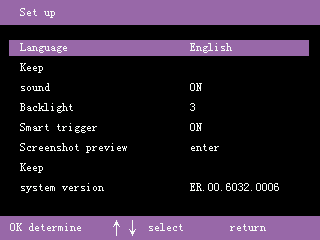 Set up
Language English
Keep
sound ON
Backlight 3
Smart trigger ON
Screenshot preview enter
Keep
system version ER.00.6032.0006
OK determine ↑ ↓ select return